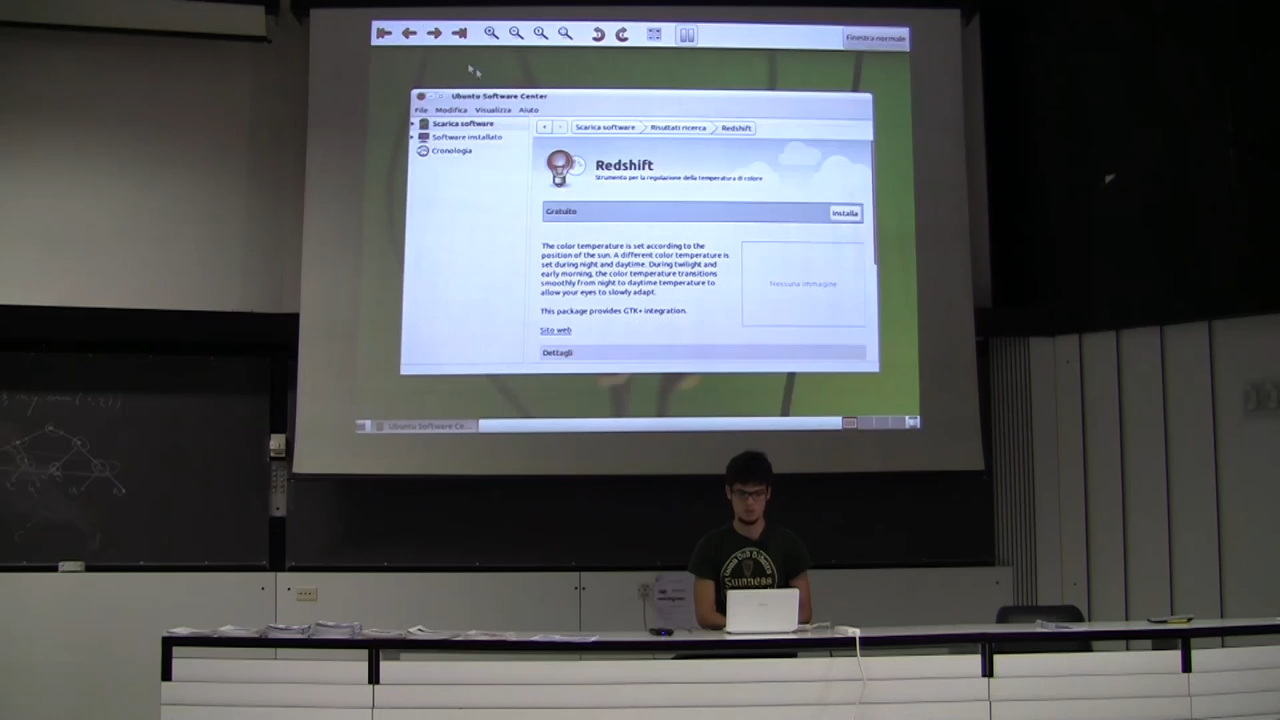 Finestra normale
Ubuntu Software Center
File Modifica Visualizza Aiuto
Scarica software
Software installato
Cronologia
Scarica software Risultati ricerca Redshift
Redshift
Strumento per la regolazione della temperatura di colore
Gratuito
Installa
The color temperature is set according to the
position of the sun. A different color temperature is
set during night and daytime. During twilight and
early morning, the color temperature transitions
smoothly from night to daytime temperature to
allow your eyes to slowly adapt.
Nessuna immagine
This package provides GTK+ integration.
Sito web
Dettagli
Ubuntu Software Ce...
GUINNESS